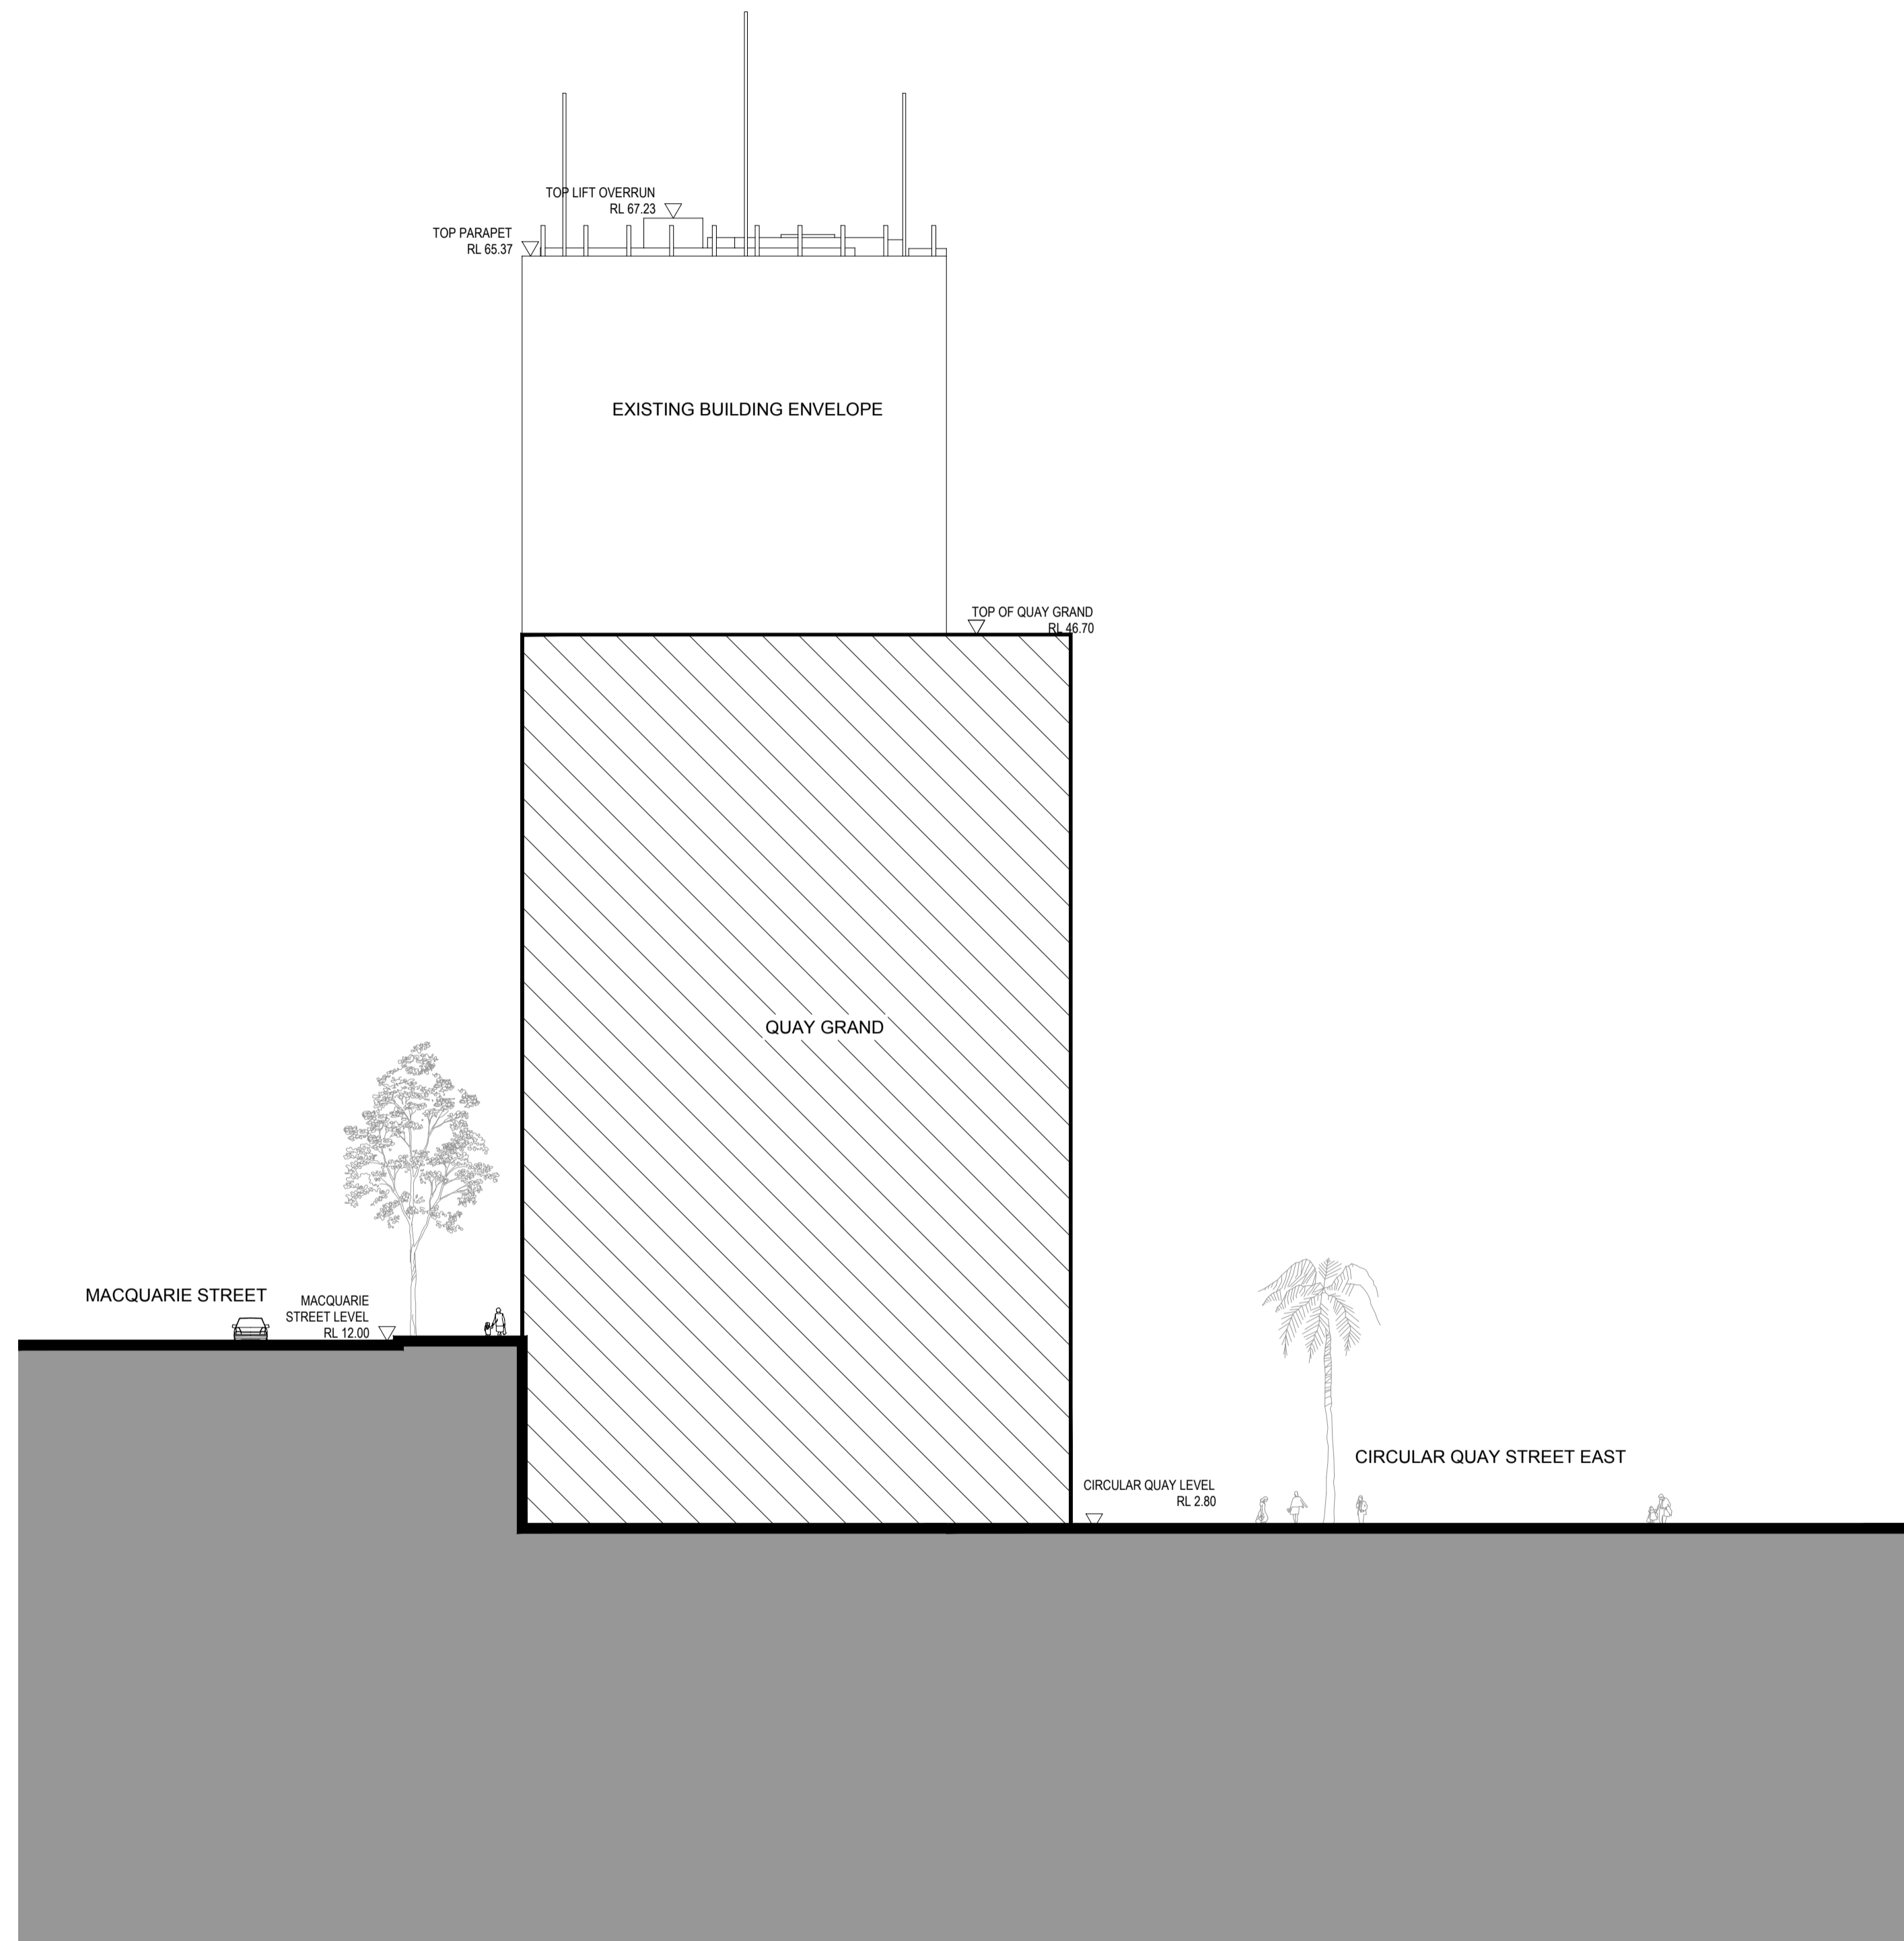 TOP LIFT OVERRUN
RL 67.23
TOP PARAPET
RL 65.37
EXISTING BUILDING ENVELOPE
TOP OF QUAY GRAND
RL 46.70
QUAY GRAND
MACQUARIE STREET
MACQUARIE
STREET LEVEL
RL 12.00
CIRCULAR QUAY STREET EAST
CIRCULAR QUAY LEVEL
RL 2.80